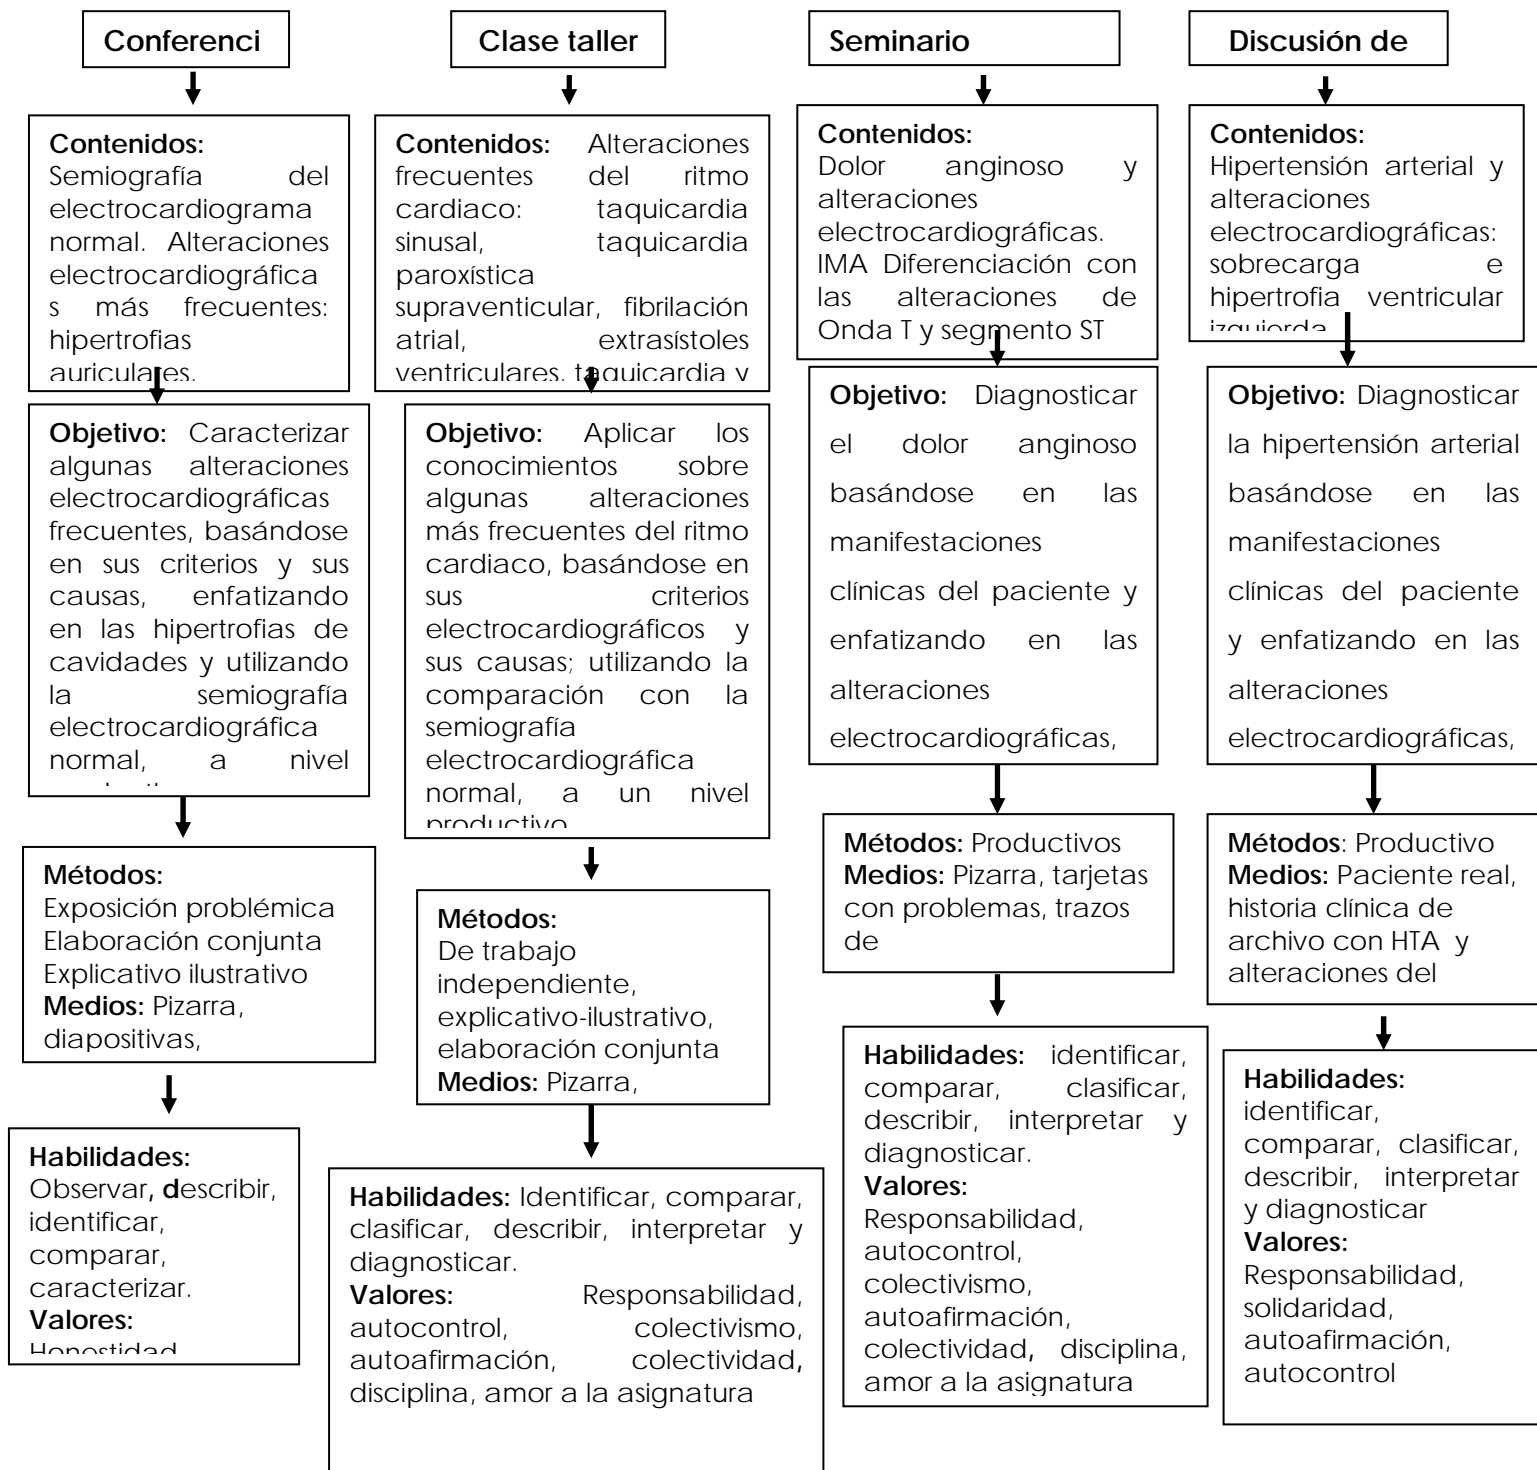 Conferenci
Clase taller
Seminario
Discusión de
Contenidos:
Semiografía del
electrocardiograma
normal. Alteraciones
electrocardiográfica
s más frecuentes:
hipertrofias
auriculares.
Contenidos: Alteraciones
frecuentes del ritmo
cardiaco: taquicardia
sinusal, taquicardia
paroxística
supraventicular, fibrilación
atrial, extrasístoles
ventriculares, taquicardia y
Contenidos:
Dolor anginoso y
alteraciones
electrocardiográficas.
IMA Diferenciación con
las alteraciones de
Onda T y segmento ST
Contenidos:
Hipertensión arterial y
alteraciones
electrocardiográficas:
sobrecarga e
hipertrofia ventricular
izquierda
Objetivo: Caracterizar
algunas alteraciones
electrocardiográficas
frecuentes, basándose
en sus criterios y sus
causas, enfatizando
en las hipertrofias de
cavidades y utilizando
la semiografía
electrocardiográfica
normal, a nivel
Objetivo: Aplicar los
conocimientos sobre
algunas alteraciones
más frecuentes del ritmo
cardiaco, basándose en
sus criterios
electrocardiográficos y
sus causas; utilizando la
comparación con la
semiografía
electrocardiográfica
normal, a un nivel
productivo
Objetivo: Diagnosticar
el dolor anginoso
basándose en las
manifestaciones
clínicas del paciente y
enfatizando en las
alteraciones
electrocardiográficas,
Objetivo: Diagnosticar
la hipertensión arterial
basándose en las
manifestaciones
clínicas del paciente
y enfatizando en las
alteraciones
electrocardiográficas,
Métodos:
Exposición problémica
Elaboración conjunta
Explicativo ilustrativo
Medios: Pizarra,
diapositivas,
Métodos:
De trabajo
independiente,
explicativo-ilustrativo,
elaboración conjunta
Medios: Pizarra,
Métodos: Productivos
Medios: Pizarra, tarjetas
con problemas, trazos
de
Métodos: Productivo
Medios: Paciente real,
historia clínica de
archivo con HTA y
alteraciones del
Habilidades:
Observar, describir,
identificar,
comparar,
caracterizar.
Valores:
Honestidad
Habilidades: Identificar, comparar,
clasificar, describir, interpretar y
diagnosticar.
Valores: Responsabilidad,
autocontrol, colectivismo,
autoafirmación, colectividad,
disciplina, amor a la asignatura
Habilidades: identificar,
comparar, clasificar,
describir, interpretar y
diagnosticar.
Valores:
Responsabilidad,
autocontrol,
colectivismo,
autoafirmación,
colectividad, disciplina,
amor a la asignatura
Habilidades:
identificar,
comparar, clasificar,
describir, interpretar
y diagnosticar
Valores:
Responsabilidad,
solidaridad,
autoafirmación,
autocontrol